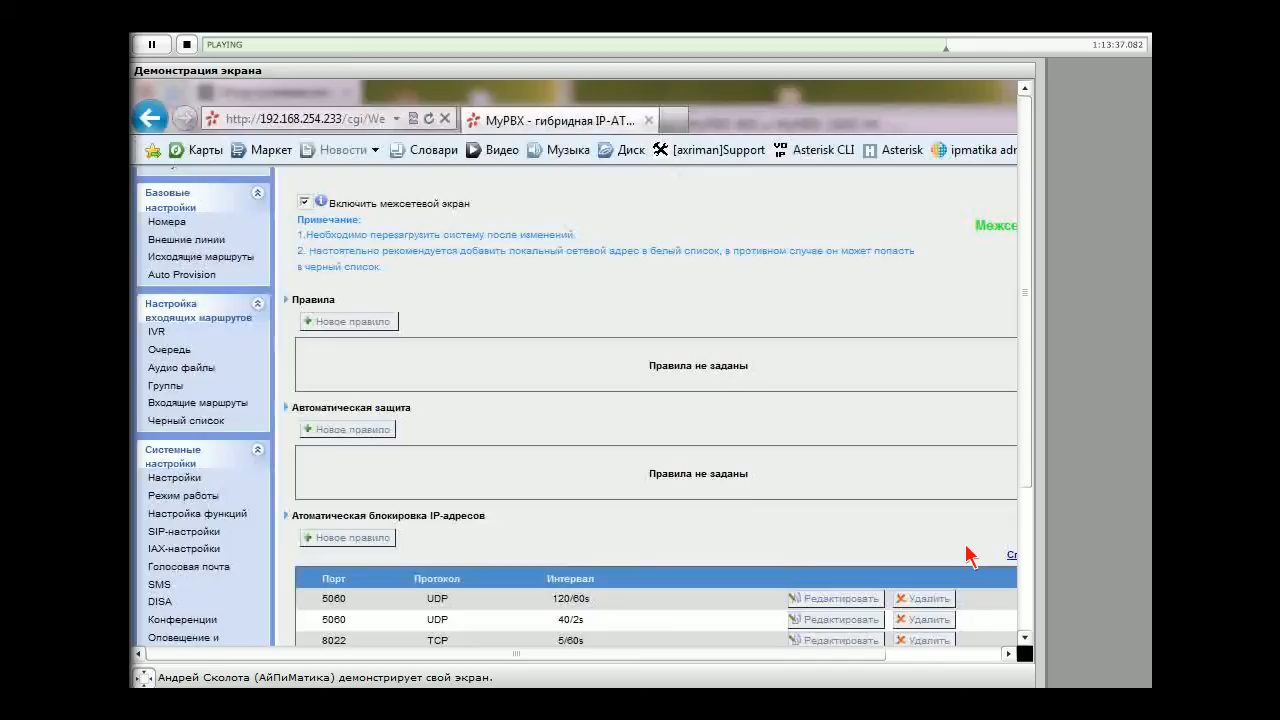 PLAYING
1:13:37.082
Демонстрация экрана
http://192.168.254.233/cgi/We
MyPBX - гибридная IP-АТ...
Карты Маркет Новости Словари Видео Музыка Диск [axriman]Support Asterisk CLI Asterisk ipmatika adm
Базовые
настройки
Номера
Внешние линии
Исходящие маршруты
Auto Provision
Настройка
входящих маршрутов
IVR
Очередь
Аудио файлы
Группы
Входящие маршруты
Черный список
Системные
настройки
Настройки
Режим работы
Настройка функций
SIP-настройки
IAX-настройки
Голосовая почта
SMS
DISA
Конференции
Оповещение и
Включить межсетевой экран
Примечание:
Межсе
1.Необходимо перезагрузить систему после изменений.
2. Настоятельно рекомендуется добавить локальный сетевой адрес в белый список, в противном случае он может попасть
в черный список.
Правила
Новое правило
Правила не заданы
Автоматическая защита
Новое правило
Правила не заданы
Атоматическая блокировка IP-адресов
Новое правило
Сп
Порт Протокол Интервал
5060 UDP 120/60s Редактировать Удалить
5060 UDP 40/2s Редактировать Удалить
8022 TCP 5/60s Редактировать Удалить
Андрей Сколота (АйПиМатика) демонстрирует свой экран.